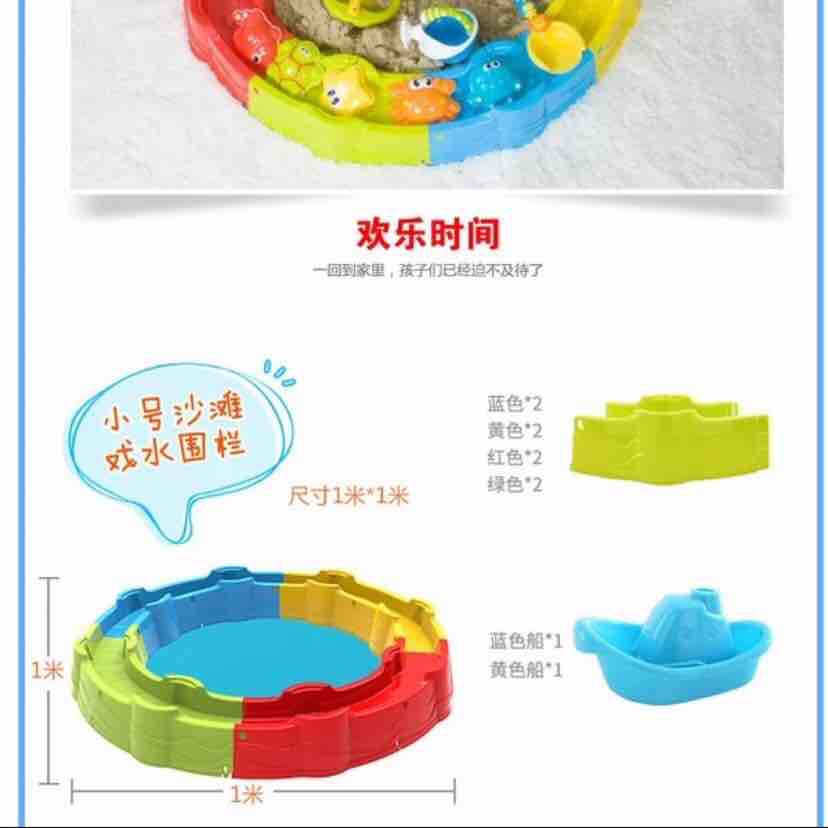 欢乐时间
一回到家里，孩子们已经迫不及待了
小号沙滩
戏水围栏
尺寸1米*1米
蓝色*2
黄色*2
红色*2
绿色*2
1米
1米
蓝色船*1
黄色船*1